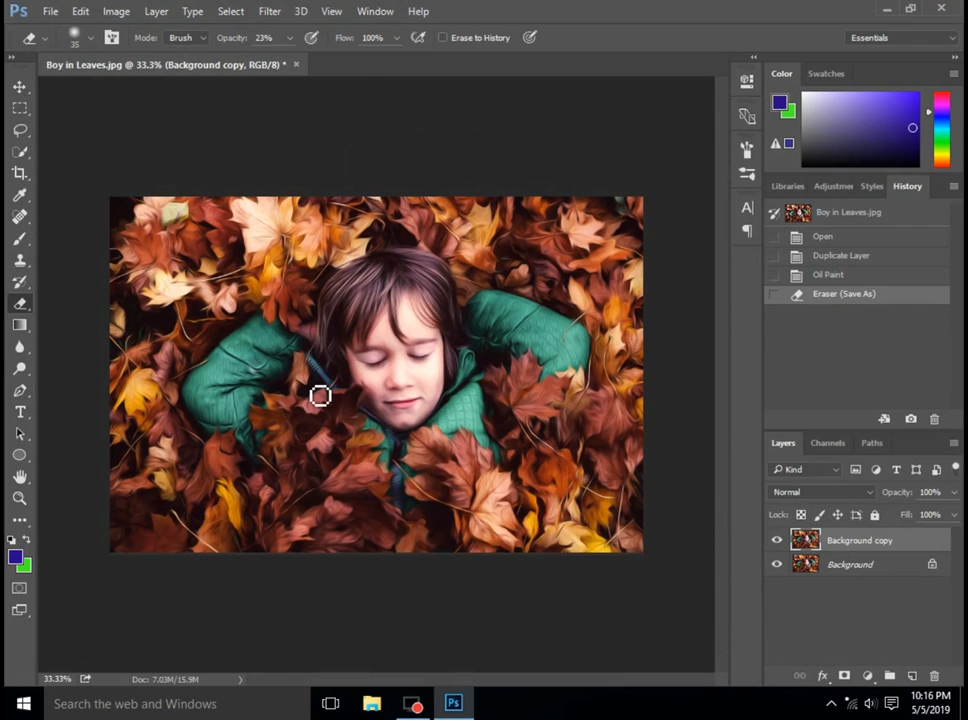 Ps File Edit Image Layer Type Select Filter 3D View Window Help
35 Mode: Brush Opacity: 23% Flow: 100% Erase to History Essentials
Boy in Leaves.jpg @ 33.3% (Background copy, RGB/8) *
Color Swatches
Libraries Adjustmer Styles History
Boy in Leaves.jpg
Open
Duplicate Layer
Oil Paint
Eraser (Save As)
Layers Channels Paths
Kind
Normal Opacity: 100%
Lock: Fill: 100%
Background copy
Background
33.33% Doc: 7.03M/15.9M
Search the web and Windows
Ps
10:16 PM
5/5/2019